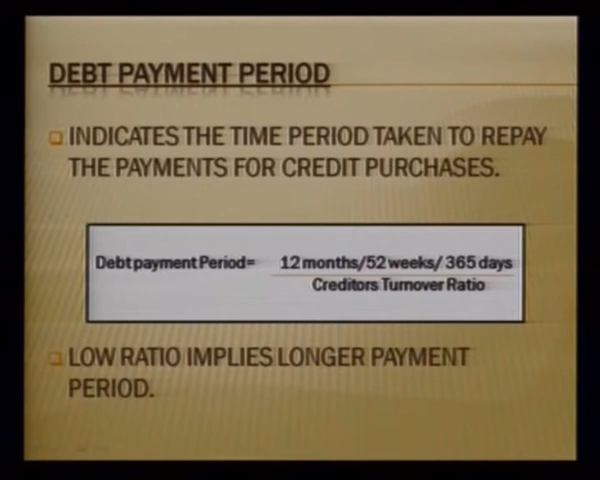 DEBT PAYMENT PERIOD
INDICATES THE TIME PERIOD TAKEN TO REPAY
THE PAYMENTS FOR CREDIT PURCHASES.
Debt payment Period= 12 months/52 weeks/ 365 days
Creditors Turnover Ratio
LOW RATIO IMPLIES LONGER PAYMENT
PERIOD.